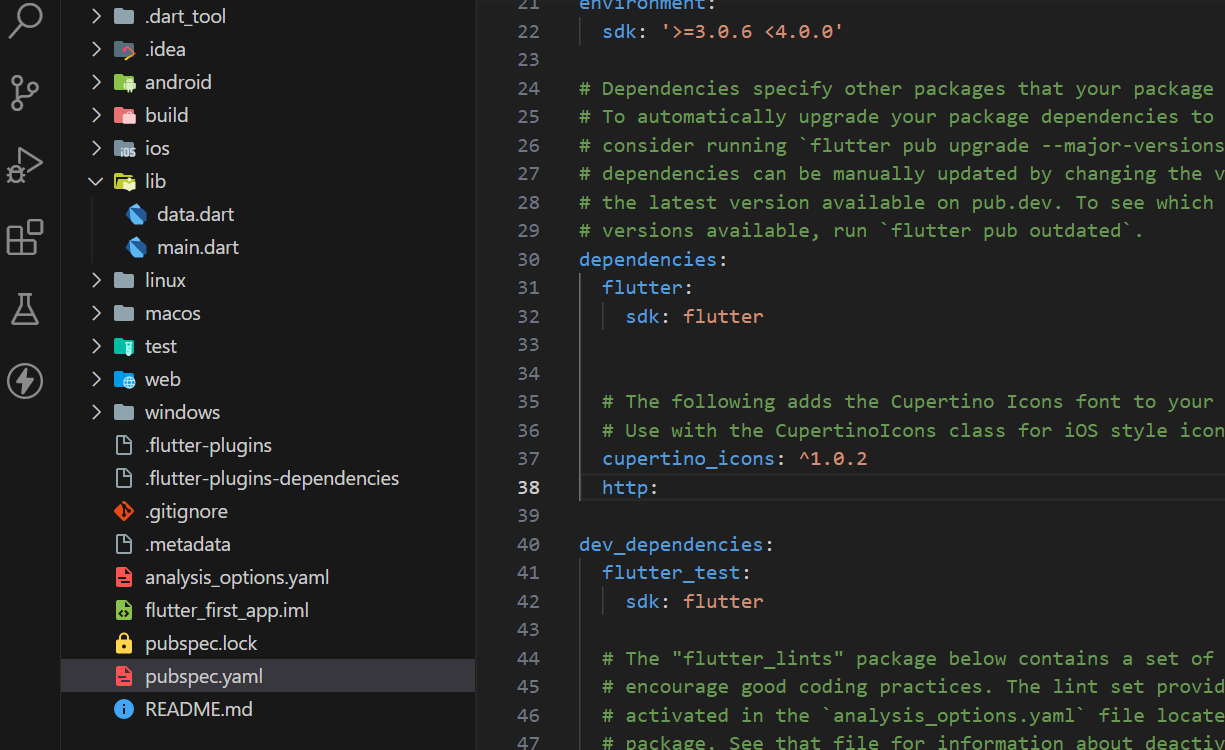 .dart_tool
.idea
android
build
ios
lib
data.dart
main.dart
linux
macos
test
web
windows
.flutter-plugins
.flutter-plugins-dependencies
.gitignore
.metadata
analysis_options.yaml
flutter_first_app.iml
pubspec.lock
pubspec.yaml
README.md
21 environment:
22 sdk: '>=3.0.6 <4.0.0'
23
24 # Dependencies specify other packages that your package
25 # To automatically upgrade your package dependencies to
26 # consider running `flutter pub upgrade --major-versions
27 # dependencies can be manually updated by changing the v
28 # the latest version available on pub.dev. To see which
29 # versions available, run `flutter pub outdated`.
30 dependencies:
31 flutter:
32 sdk: flutter
33
34
35 # The following adds the Cupertino Icons font to your
36 # Use with the CupertinoIcons class for iOS style icon
37 cupertino_icons: ^1.0.2
38 http:
39
40 dev_dependencies:
41 flutter_test:
42 sdk: flutter
43
44 # The "flutter_lints" package below contains a set of
45 # encourage good coding practices. The lint set provid
46 # activated in the `analysis_options.yaml` file locate
47 # package. See that file for information about deactiv